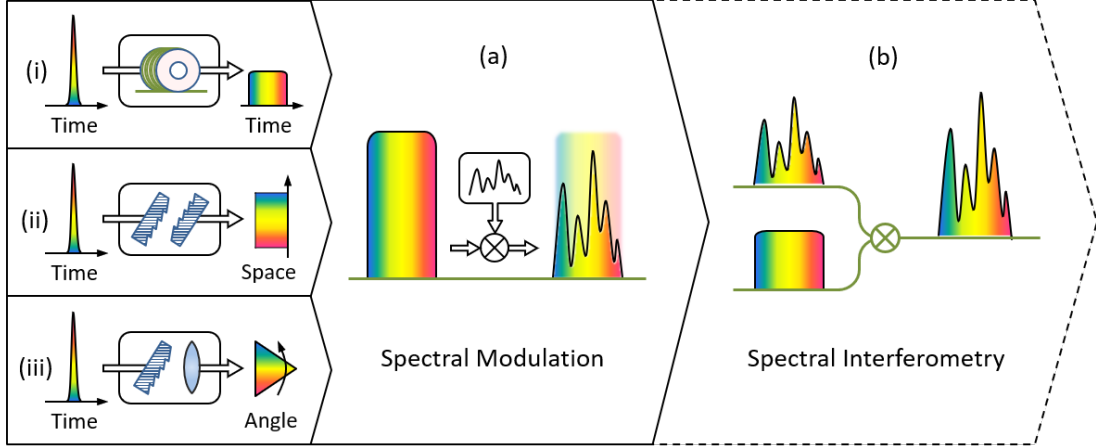 (i)
Time
Time
(ii)
Time
Space
(iii)
Time
Angle
(a)
Spectral Modulation
(b)
Spectral Interferometry